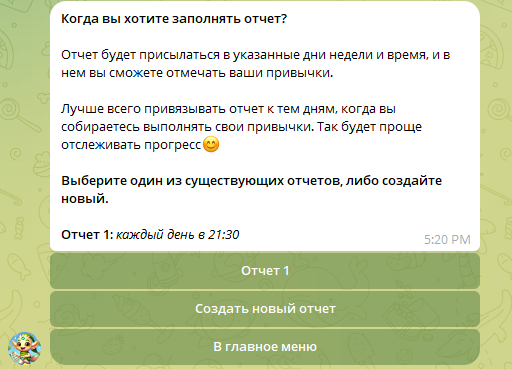 Когда вы хотите заполнять отчет?
Отчет будет присылаться в указанные дни недели и время, и в
нем вы сможете отмечать ваши привычки.
Лучше всего привязывать отчет к тем дням, когда вы
собираетесь выполнять свои привычки. Так будет проще
отслеживать прогресс😊
Выберите один из существующих отчетов, либо создайте
новый.
Отчет 1: каждый день в 21:30
5:20 PM
Отчет 1
Создать новый отчет
В главное меню